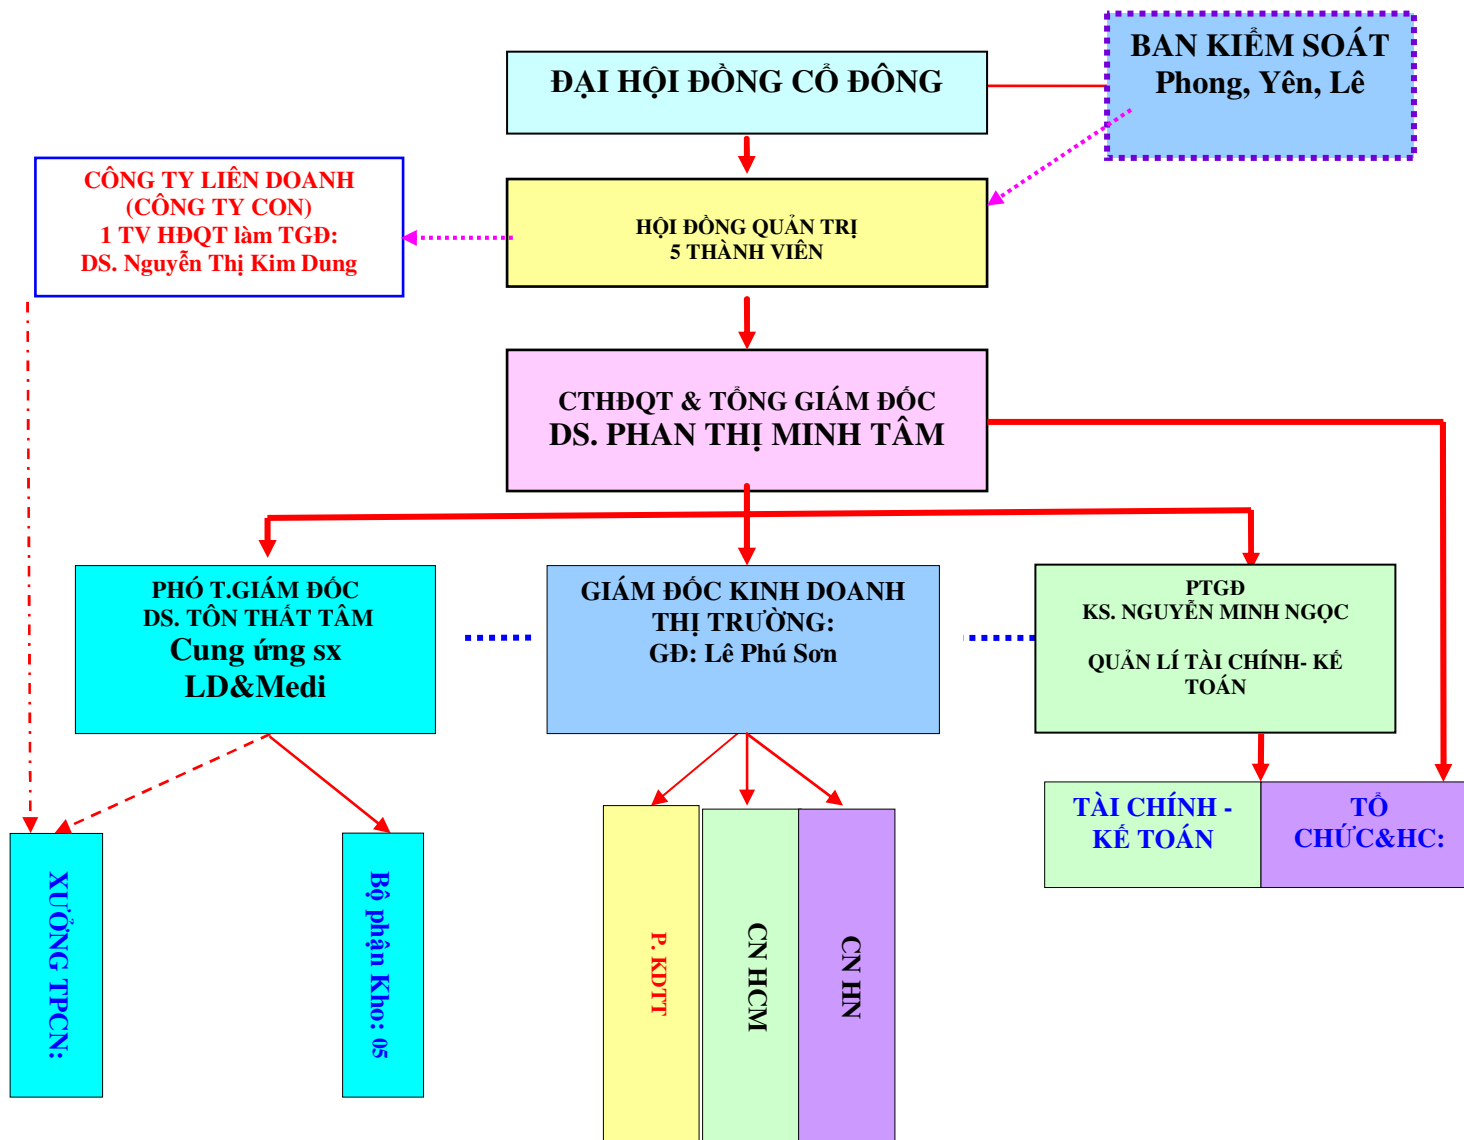 BAN KIỂM SOÁT
Phong, Yên, Lê
ĐẠI HỘI ĐỒNG CỔ ĐÔNG
CÔNG TY LIÊN DOANH
(CÔNG TY CON)
1 TV HĐQT làm TGĐ:
DS. Nguyễn Thị Kim Dung
HỘI ĐỒNG QUẢN TRỊ
5 THÀNH VIÊN
CTHĐQT & TỔNG GIÁM ĐỐC
DS. PHAN THỊ MINH TÂM
PHÓ T.GIÁM ĐỐC
DS. TÔN THẤT TÂM
Cung ứng sx
LD&Medi
GIÁM ĐỐC KINH DOANH
THỊ TRƯỜNG:
GĐ: Lê Phú Sơn
PTGĐ
KS. NGUYỄN MINH NGỌC
QUẢN LÍ TÀI CHÍNH- KẾ
TOÁN
TÀI CHÍNH -
KẾ TOÁN
TỔ
CHỨC&HC:
XƯỞNG TPCN:
Bộ phận Kho: 05
P. KDTT
CN HCM
CN HN